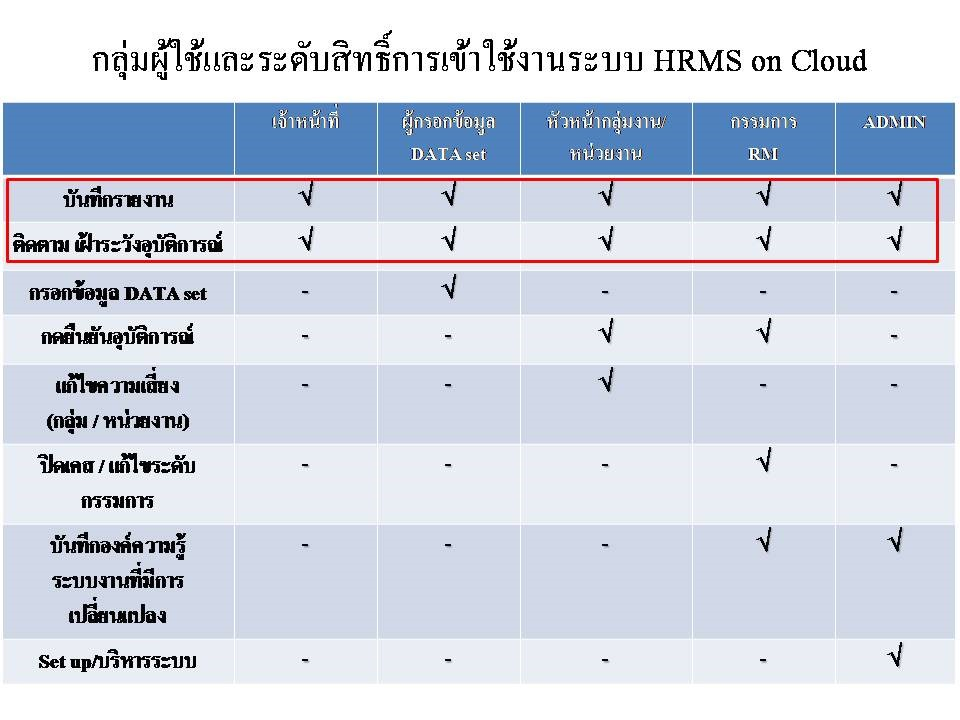 กลุ่มผู้ใช้และระดับสิทธิ์การเข้าใช้งานระบบ HRMS on Cloud
เจ้าหน้าที่ ผู้กรอกข้อมูล หัวหน้ากลุ่มงาน/ กรรมการ ADMIN
DATA set หน่วยงาน RM
บันทึกรายงาน √ √ √ √ √
ติดตาม เฝ้าระวังอุบัติการณ์ √ √ √ √ √
กรอกข้อมูล DATA set - √ - - -
กดยืนยันอุบัติการณ์ - - √ √ -
แก้ไขความเสี่ยง - - √ - -
(กลุ่ม / หน่วยงาน)
ปิดเคส / แก้ไขระดับ - - - √ -
กรรมการ
บันทึกองค์ความรู้ - - - √ √
ระบบงานที่มีการ
เปลี่ยนแปลง
Set up/บริหารระบบ - - - - √